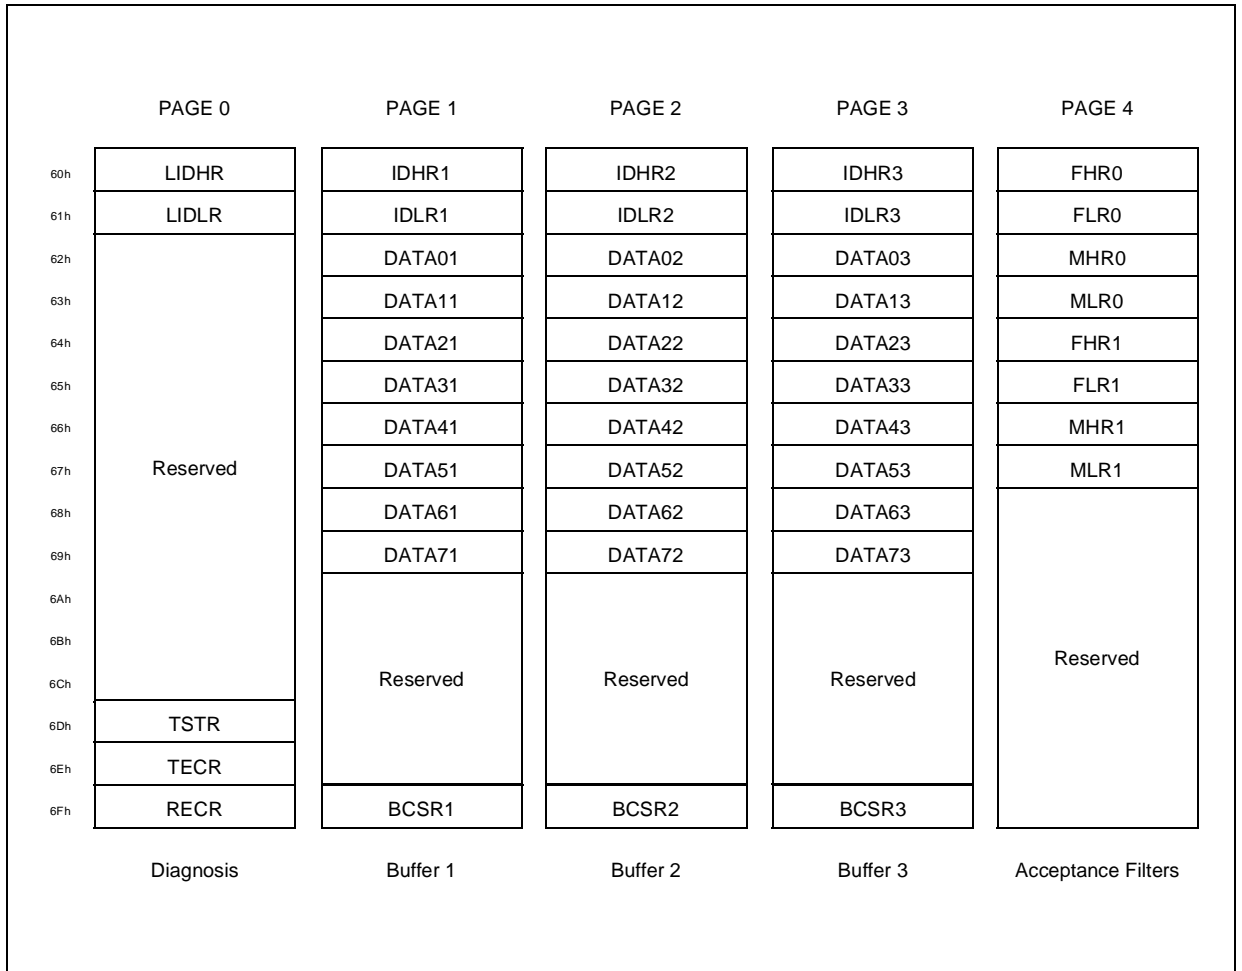 PAGE 0 PAGE 1 PAGE 2 PAGE 3 PAGE 4
60h LIDHR IDHR1 IDHR2 IDHR3 FHR0
61h LIDLR IDLR1 IDLR2 IDLR3 FLR0
62h DATA01 DATA02 DATA03 MHR0
63h DATA11 DATA12 DATA13 MLR0
64h DATA21 DATA22 DATA23 FHR1
65h DATA31 DATA32 DATA33 FLR1
66h DATA41 DATA42 DATA43 MHR1
67h Reserved DATA51 DATA52 DATA53 MLR1
68h DATA61 DATA62 DATA63
69h DATA71 DATA72 DATA73
6Ah
6Bh
Reserved
6Ch Reserved Reserved Reserved
6Dh TSTR
6Eh TECR
6Fh RECR BCSR1 BCSR2 BCSR3
Diagnosis Buffer 1 Buffer 2 Buffer 3 Acceptance Filters